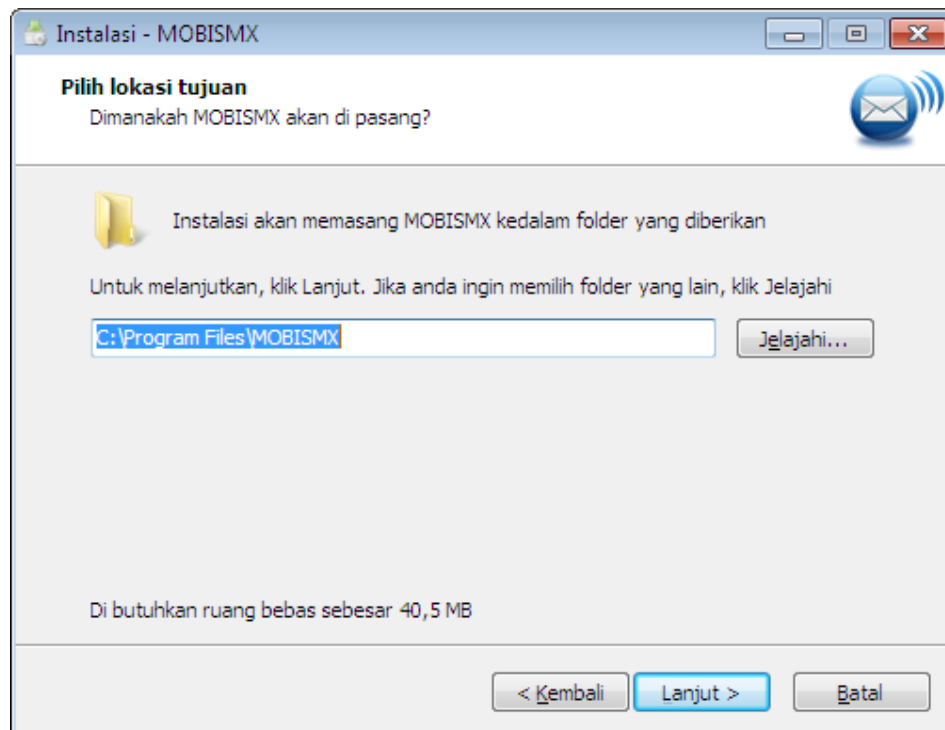 Instalasi - MOBISMX
Pilih lokasi tujuan
Dimanakah MOBISMX akan di pasang?
Instalasi akan memasang MOBISMX kedalam folder yang diberikan
Untuk melanjutkan, klik Lanjut. Jika anda ingin memilih folder yang lain, klik Jelajahi
C:\Program Files\MOBISMX
Jelajahi...
Di butuhkan ruang bebas sebesar 40,5 MB
< Kembali
Lanjut >
Batal